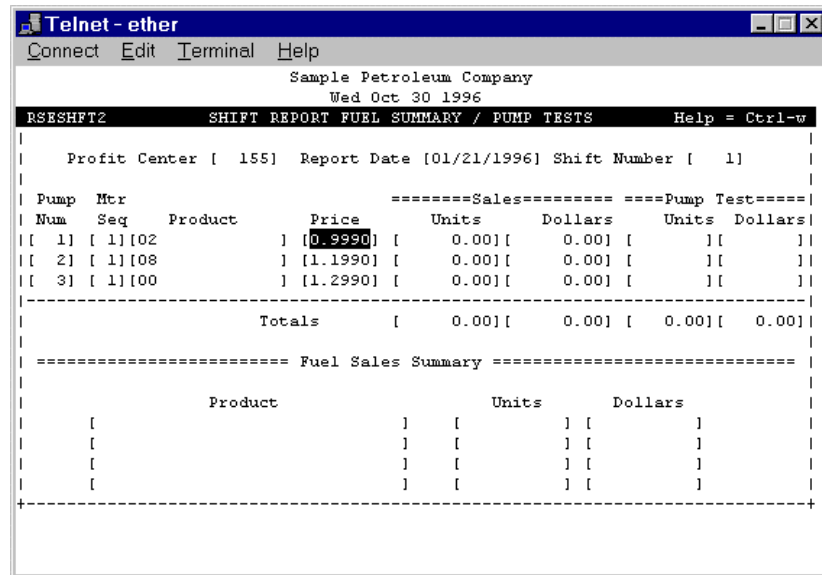 Telnet - ether
Connect Edit Terminal Help
Sample Petroleum Company
Wed Oct 30 1996
RSESHFT2 SHIFT REPORT FUEL SUMMARY / PUMP TESTS Help = Ctrl-w
| |
| Profit Center [ 155] Report Date [01/21/1996] Shift Number [ 1] |
| |
| Pump Mtr ========Sales========= ====Pump Test=====|
| Num Seq Product Price Units Dollars Units Dollars|
|[ 1] [ 1][02 ] [0.9990] [ 0.00][ 0.00] [ ][ ]|
|[ 2] [ 1][08 ] [1.1990] [ 0.00][ 0.00] [ ][ ]|
|[ 3] [ 1][00 ] [1.2990] [ 0.00][ 0.00] [ ][ ]|
|------------------------------------------------------------------------------|
| Totals [ 0.00][ 0.00] [ 0.00][ 0.00]|
| |
| ========================= Fuel Sales Summary ============================== |
| |
| Product Units Dollars |
| [ ] [ ] [ ] |
| [ ] [ ] [ ] |
| [ ] [ ] [ ] |
| [ ] [ ] [ ] |
+------------------------------------------------------------------------------+